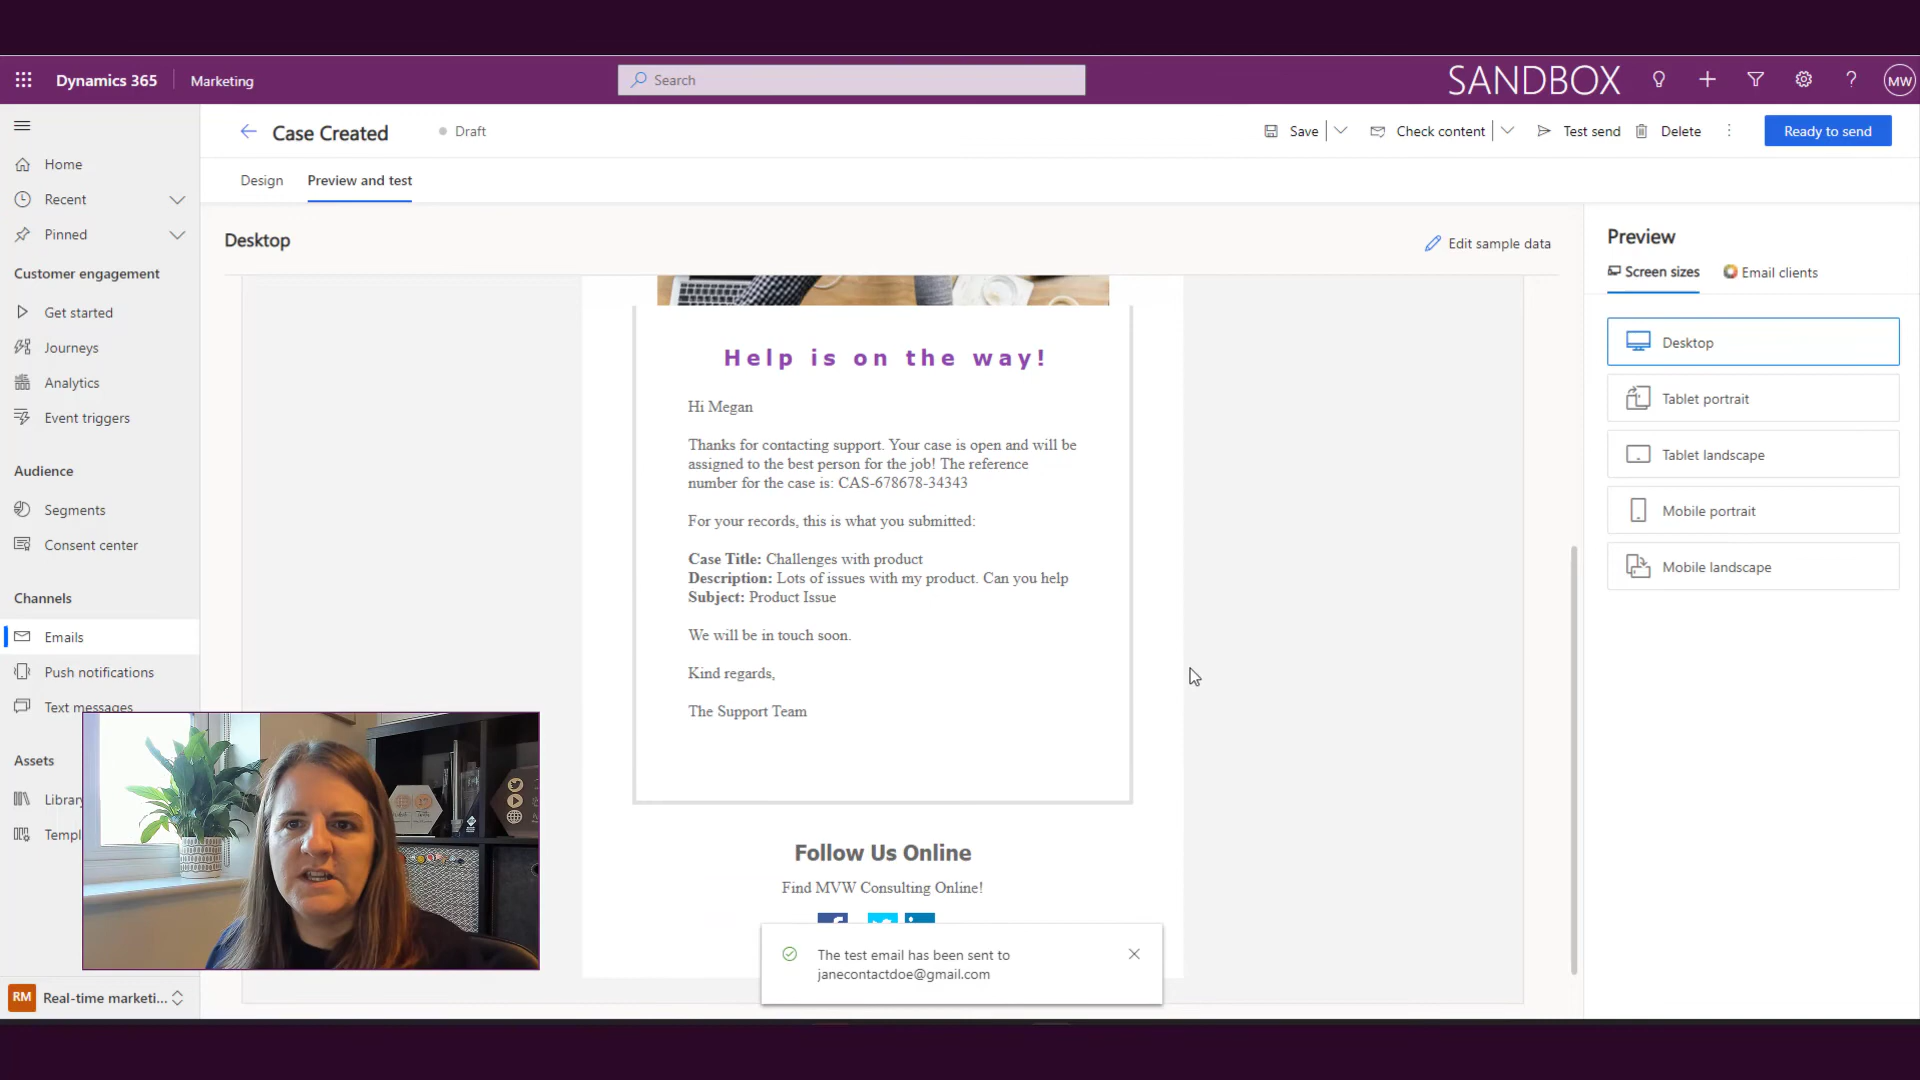 Dynamics 365
Marketing
Search
SANDBOX
MW
Case Created
Draft
Save
Check content
Test send
Delete
Ready to send
Home
Recent
Pinned
Customer engagement
Get started
Journeys
Analytics
Event triggers
Audience
Segments
Consent center
Channels
Emails
Push notifications
Text messages
Assets
Library
Templ
RM
Real-time marketi...
Design
Preview and test
Desktop
Edit sample data
Help is on the way!
Hi Megan
Thanks for contacting support. Your case is open and will be
assigned to the best person for the job! The reference
number for the case is: CAS-678678-34343
For your records, this is what you submitted:
Case Title: Challenges with product
Description: Lots of issues with my product. Can you help
Subject: Product Issue
We will be in touch soon.
Kind regards,
The Support Team
Follow Us Online
Find MVW Consulting Online!
The test email has been sent to
janecontactdoe@gmail.com
Preview
Screen sizes
Email clients
Desktop
Tablet portrait
Tablet landscape
Mobile portrait
Mobile landscape